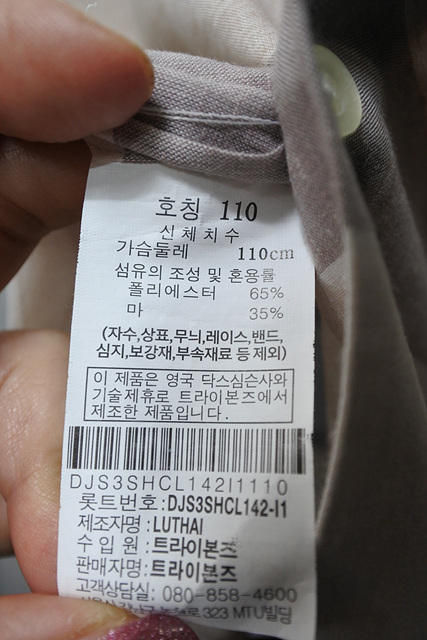 호칭 110
신체치수
가슴둘레 110cm
섬유의 조성 및 혼용률
폴리에스터 65%
마 35%
(자수,상표,무늬,레이스,밴드,
심지,보강재,부속재료 등 제외)
이 제품은 영국 닥스심슨사와
기술제휴로 트라이본즈에서
제조한 제품입니다.
DJS3SHCL142I1110
롯트번호:DJS3SHCL142-I1
제조자명:LUTHAI
수입원:트라이본즈
판매자명:트라이본즈
고객상담실: 080-858-4600
323 MTU빌딩